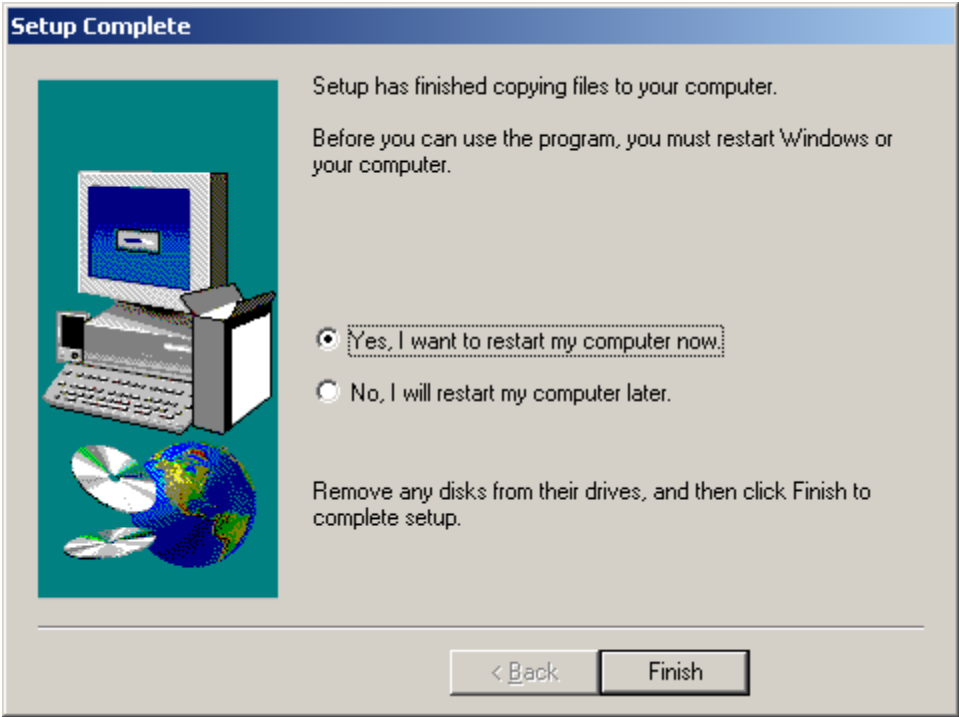 Setup Complete
Setup has finished copying files to your computer.
Before you can use the program, you must restart Windows or
your computer.
Yes, I want to restart my computer now.
No, I will restart my computer later.
Remove any disks from their drives, and then click Finish to
complete setup.
< Back
Finish